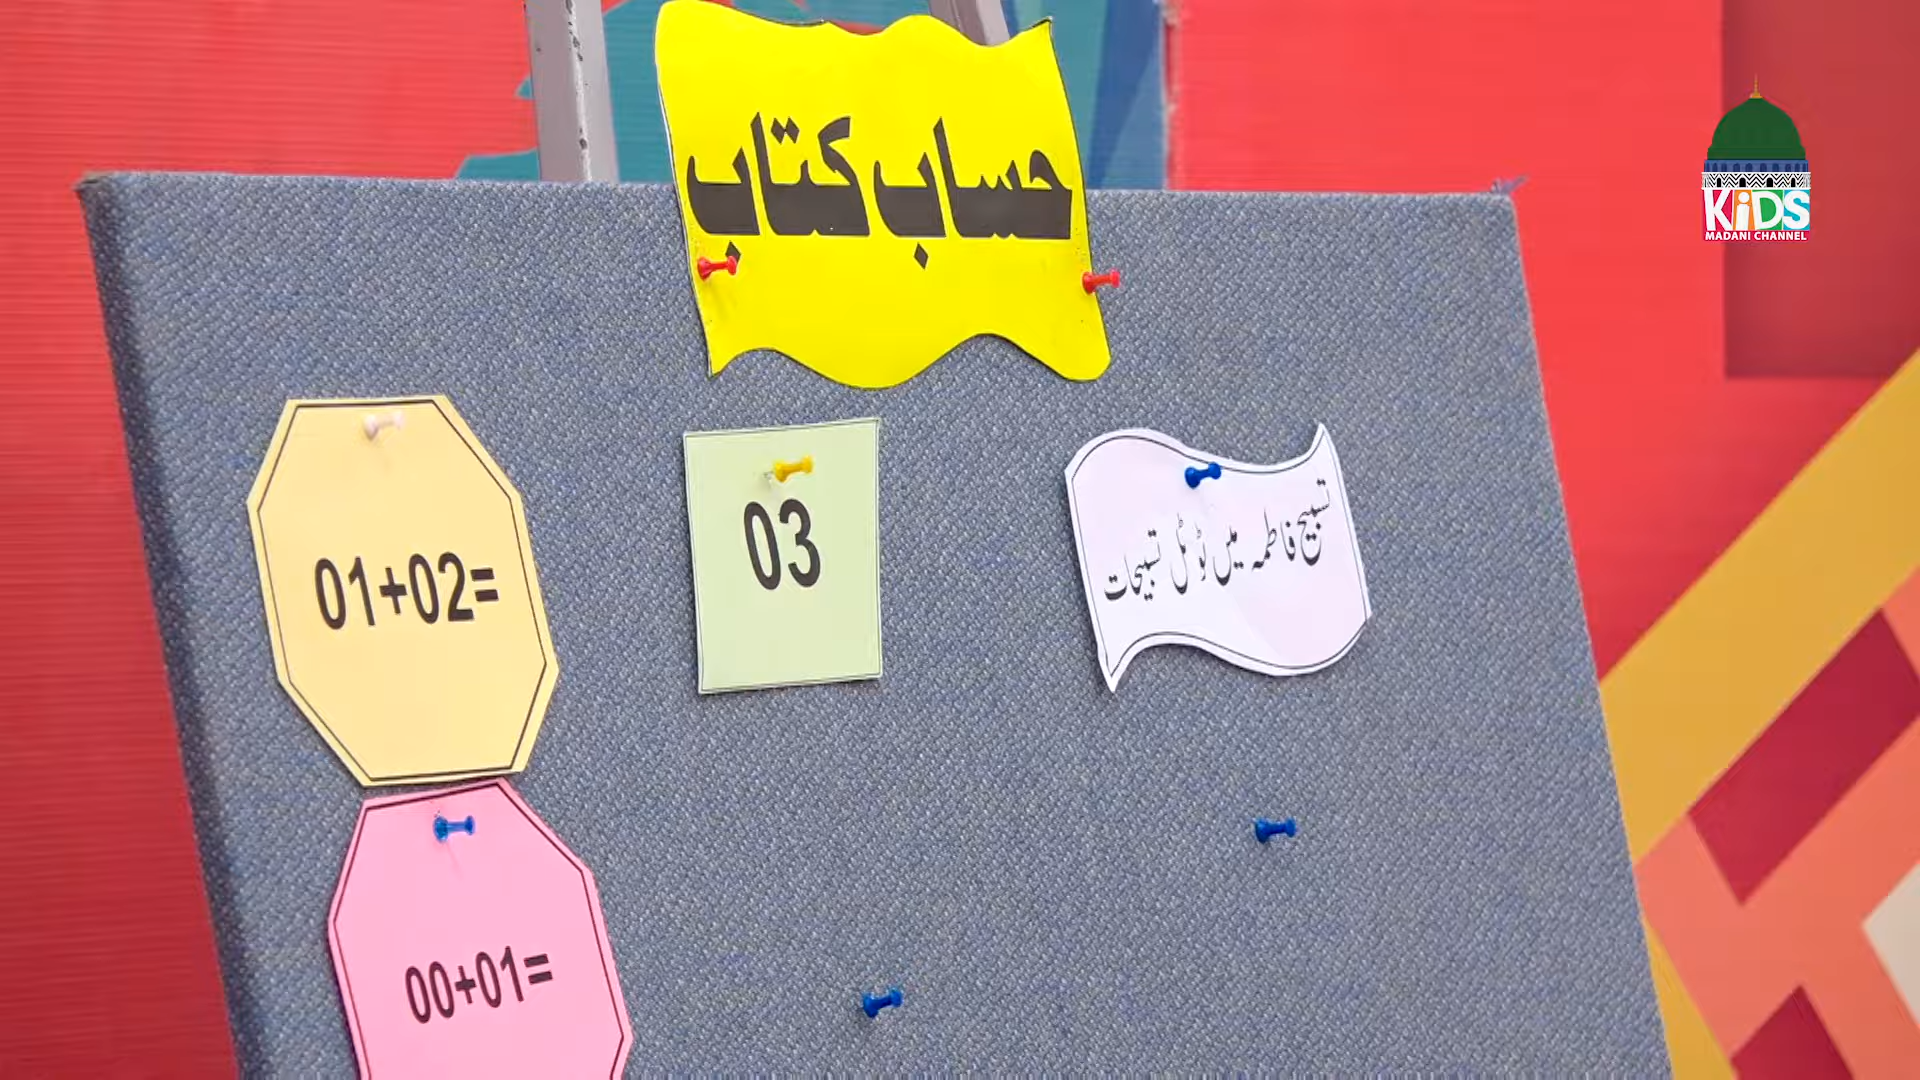 حساب کتاب
KiDS
MADANI CHANNEL
01+02=
03
تسبیح فاطمہ میں ٹوٹل تسبیحات
00+01=